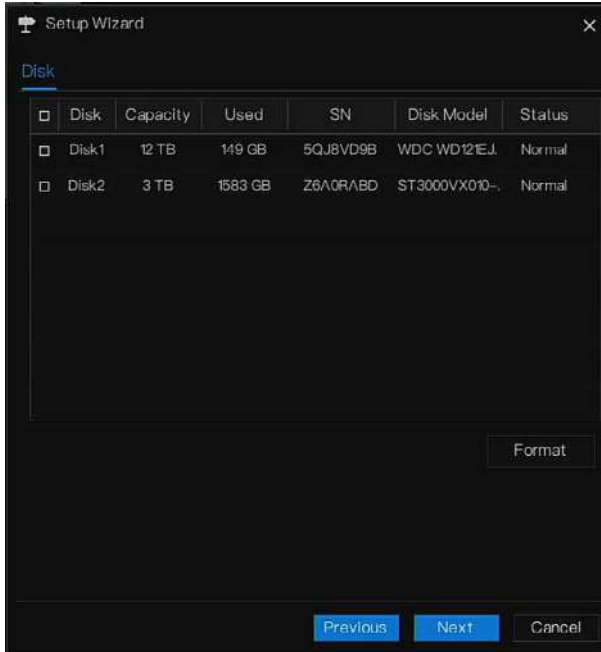 Setup Wizard
Disk
Disk Capacity Used SN Disk Model Status
Disk1 12 TB 149 GB 5QJ8VD9B WDC WD121EJ. Normal
Disk2 3 TB 1583 GB Z6A0RABD ST3000VX010-. Normal
Format
Previous Next Cancel